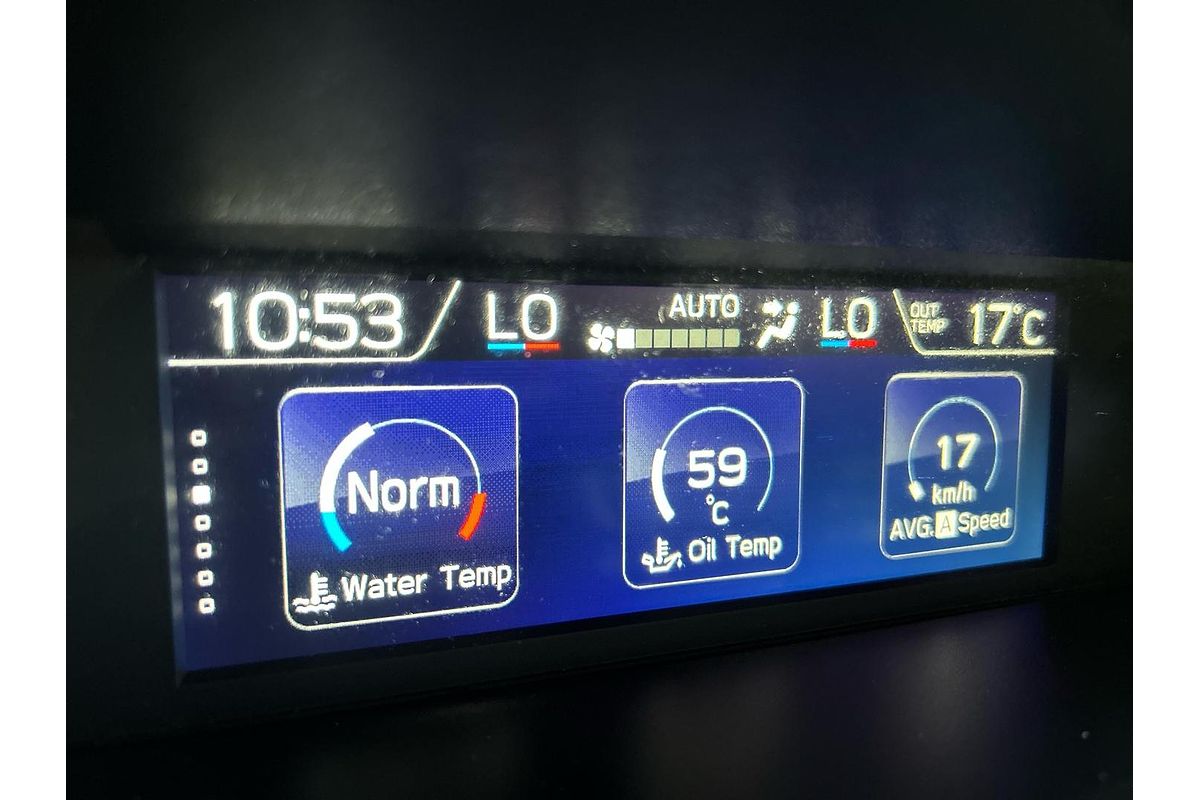 10:53 LO AUTO LO OUT TEMP 17°C
Norm
Water Temp
59
°C
Oil Temp
17
km/h
AVG. A Speed